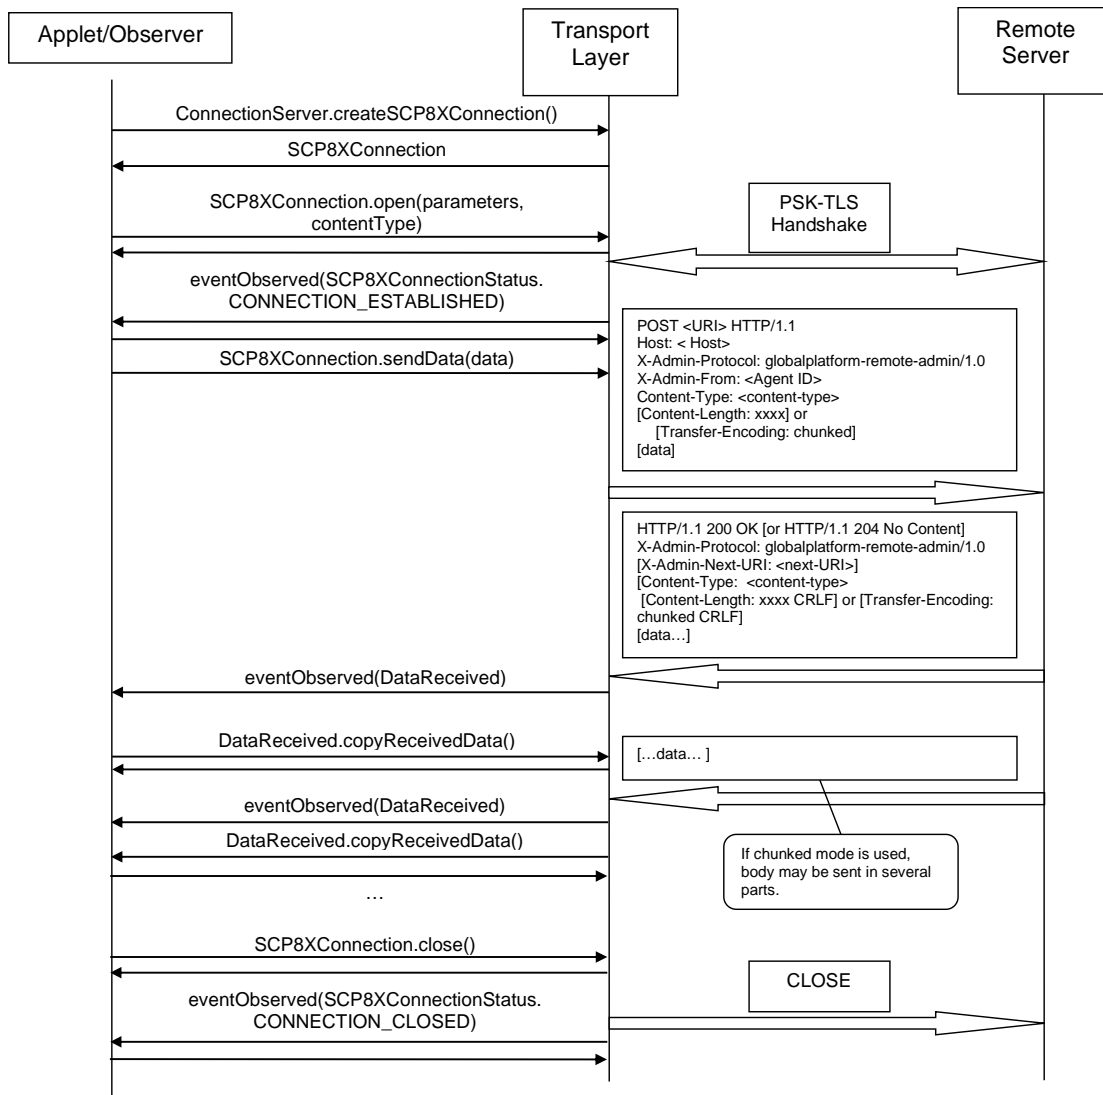 Applet/Observer
Transport
Layer
Remote
Server
ConnectionServer.createSCP8XConnection()
SCP8XConnection
SCP8XConnection.open(parameters,
contentType)
PSK-TLS
Handshake
eventObserved(SCP8XConnectionStatus.
CONNECTION_ESTABLISHED)
SCP8XConnection.sendData(data)
POST <URI> HTTP/1.1
Host: < Host>
X-Admin-Protocol: globalplatform-remote-admin/1.0
X-Admin-From: <Agent ID>
Content-Type: <content-type>
[Content-Length: xxxx] or
[Transfer-Encoding: chunked]
[data]
HTTP/1.1 200 OK [or HTTP/1.1 204 No Content]
X-Admin-Protocol: globalplatform-remote-admin/1.0
[X-Admin-Next-URI: <next-URI>]
[Content-Type: <content-type>
[Content-Length: xxxx CRLF] or [Transfer-Encoding:
chunked CRLF]
[data…]
eventObserved(DataReceived)
DataReceived.copyReceivedData()
[…data… ]
eventObserved(DataReceived)
DataReceived.copyReceivedData()
If chunked mode is used,
body may be sent in several
parts.
…
SCP8XConnection.close()
CLOSE
eventObserved(SCP8XConnectionStatus.
CONNECTION_CLOSED)